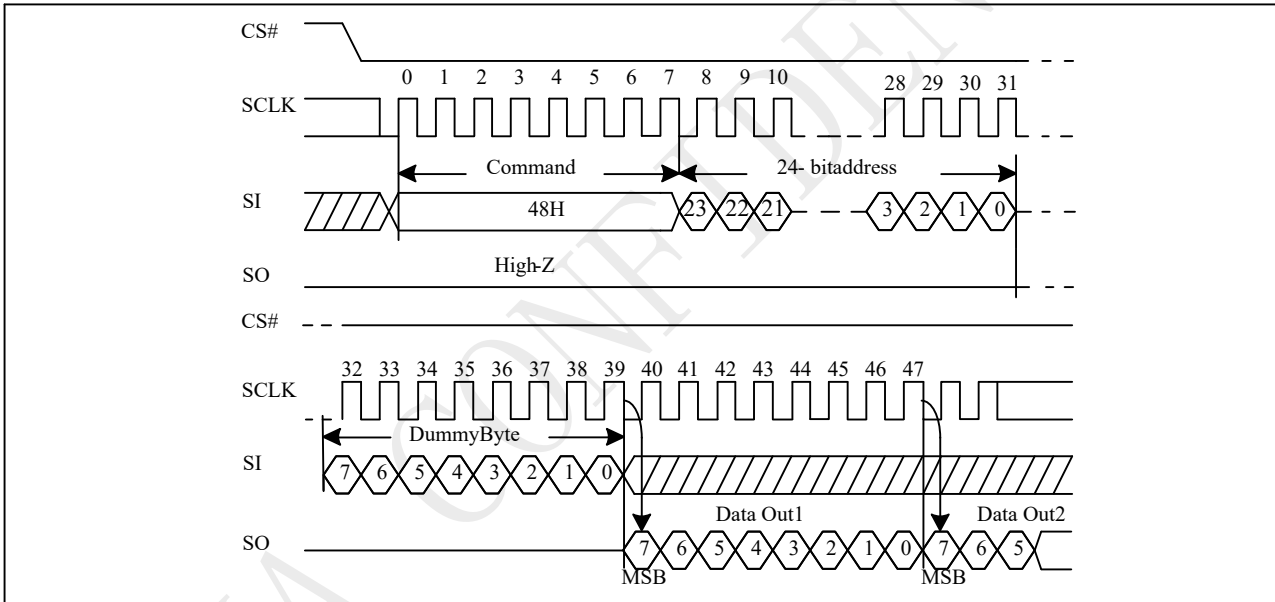 CS#
0 1 2 3 4 5 6 7 8 9 10 28 29 30 31
SCLK
Command 24- bitaddress
SI 48H 23 22 21 3 2 1 0
High-Z
SO
CS#
32 33 34 35 36 37 38 39 40 41 42 43 44 45 46 47
SCLK
DummyByte
SI 7 6 5 4 3 2 1 0
Data Out1 Data Out2
SO 7 6 5 4 3 2 1 0 7 6 5
MSB MSB